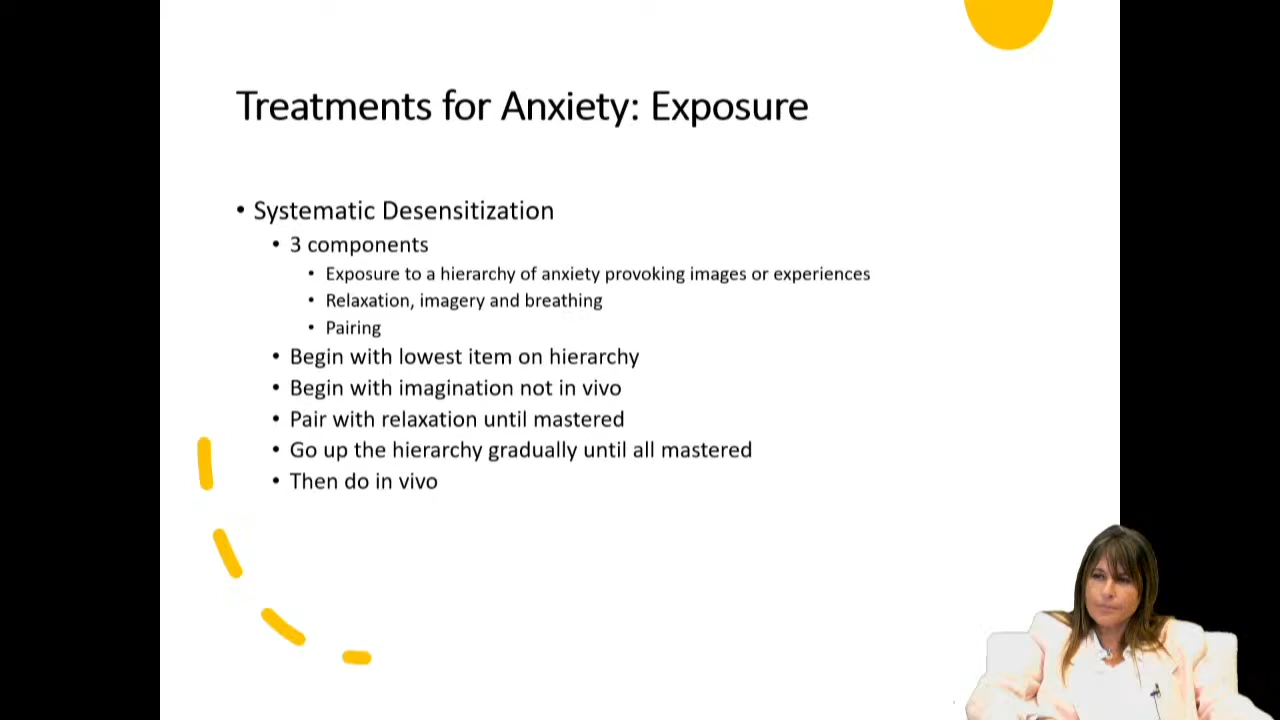 Treatments for Anxiety: Exposure
• Systematic Desensitization
• 3 components
• Exposure to a hierarchy of anxiety provoking images or experiences
• Relaxation, imagery and breathing
• Pairing
• Begin with lowest item on hierarchy
• Begin with imagination not in vivo
• Pair with relaxation until mastered
• Go up the hierarchy gradually until all mastered
• Then do in vivo